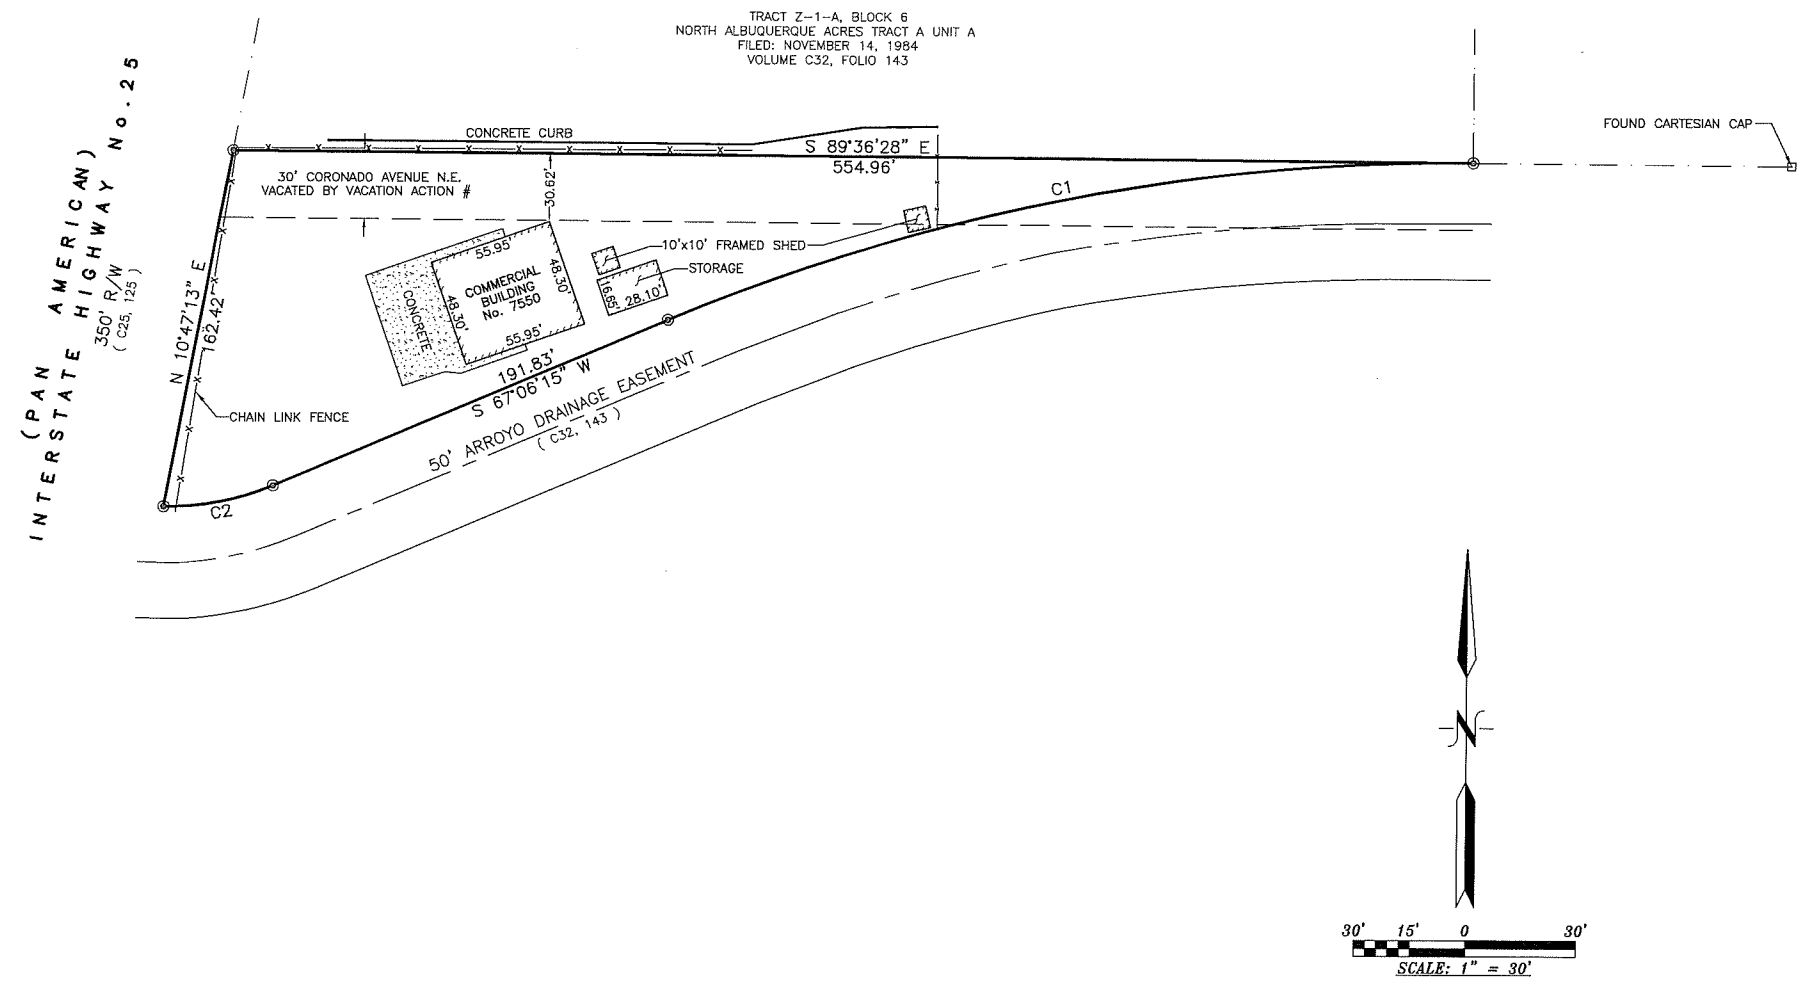 TRACT Z-1-A, BLOCK 6
NORTH ALBUQUERQUE ACRES TRACT A UNIT A
FILED: NOVEMBER 14, 1984
VOLUME C32, FOLIO 143
(PAN AMERICAN)
INTERSTATE HIGHWAY No. 25
350' R/W
( C25, 125 )
CONCRETE CURB
S 89°36'28" E
554.96'
FOUND CARTESIAN CAP
30' CORONADO AVENUE N.E.
VACATED BY VACATION ACTION #
30.62'
C1
N 10°47'13" E
162.42'
55.95'
48.30'
COMMERCIAL
BUILDING
No. 7550
48.30'
55.95'
CONCRETE
10'x10' FRAMED SHED
STORAGE
16.65'
28.10'
191.83'
S 67°06'15" W
50' ARROYO DRAINAGE EASEMENT
( C32, 143 )
CHAIN LINK FENCE
C2
N
30' 15' 0 30'
SCALE: 1" = 30'